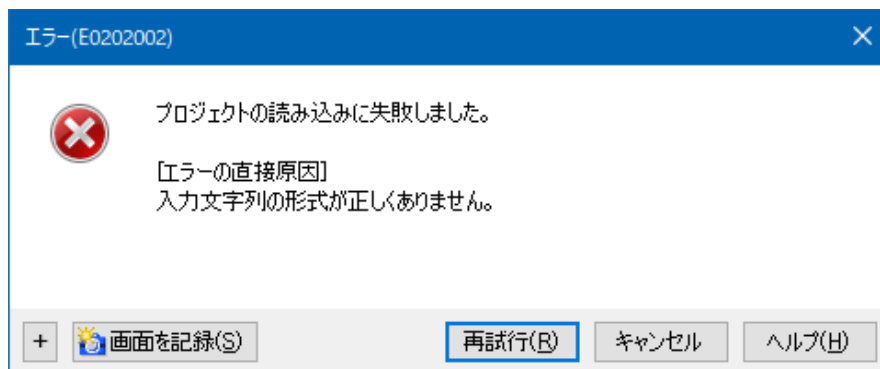 エラー(E0202002)
プロジェクトの読み込みに失敗しました。
[エラーの直接原因]
入力文字列の形式が正しくありません。
+ 画面を記録(S) 再試行(R) キャンセル ヘルプ(H)